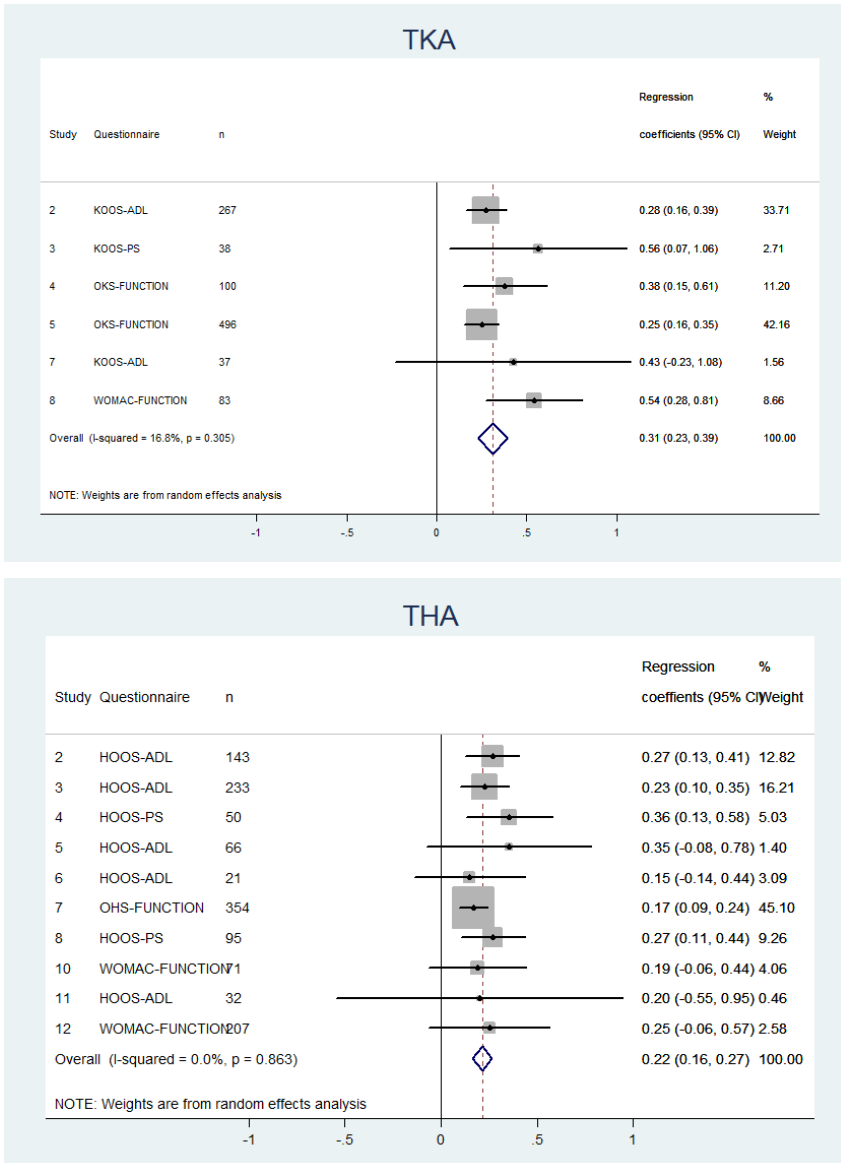 TKA
Regression %
Study Questionnaire n coefficients (95% CI) Weight
2 KOOS-ADL 267 0.28 (0.16, 0.39) 33.71
3 KOOS-PS 38 0.56 (0.07, 1.06) 2.71
4 OKS-FUNCTION 100 0.38 (0.15, 0.61) 11.20
5 OKS-FUNCTION 496 0.25 (0.16, 0.35) 42.16
7 KOOS-ADL 37 0.43 (-0.23, 1.08) 1.56
8 WOMAC-FUNCTION 83 0.54 (0.28, 0.81) 8.66
Overall (I-squared = 16.8%, p = 0.305) 0.31 (0.23, 0.39) 100.00
NOTE: Weights are from random effects analysis
-1 -.5 0 .5 1
THA
Regression %
Study Questionnaire n coeffients (95% CI) Weight
2 HOOS-ADL 143 0.27 (0.13, 0.41) 12.82
3 HOOS-ADL 233 0.23 (0.10, 0.35) 16.21
4 HOOS-PS 50 0.36 (0.13, 0.58) 5.03
5 HOOS-ADL 66 0.35 (-0.08, 0.78) 1.40
6 HOOS-ADL 21 0.15 (-0.14, 0.44) 3.09
7 OHS-FUNCTION 354 0.17 (0.09, 0.24) 45.10
8 HOOS-PS 95 0.27 (0.11, 0.44) 9.26
10 WOMAC-FUNCTION 71 0.19 (-0.06, 0.44) 4.06
11 HOOS-ADL 32 0.20 (-0.55, 0.95) 0.46
12 WOMAC-FUNCTION 207 0.25 (-0.06, 0.57) 2.58
Overall (I-squared = 0.0%, p = 0.863) 0.22 (0.16, 0.27) 100.00
NOTE: Weights are from random effects analysis
-1 -.5 0 .5 1